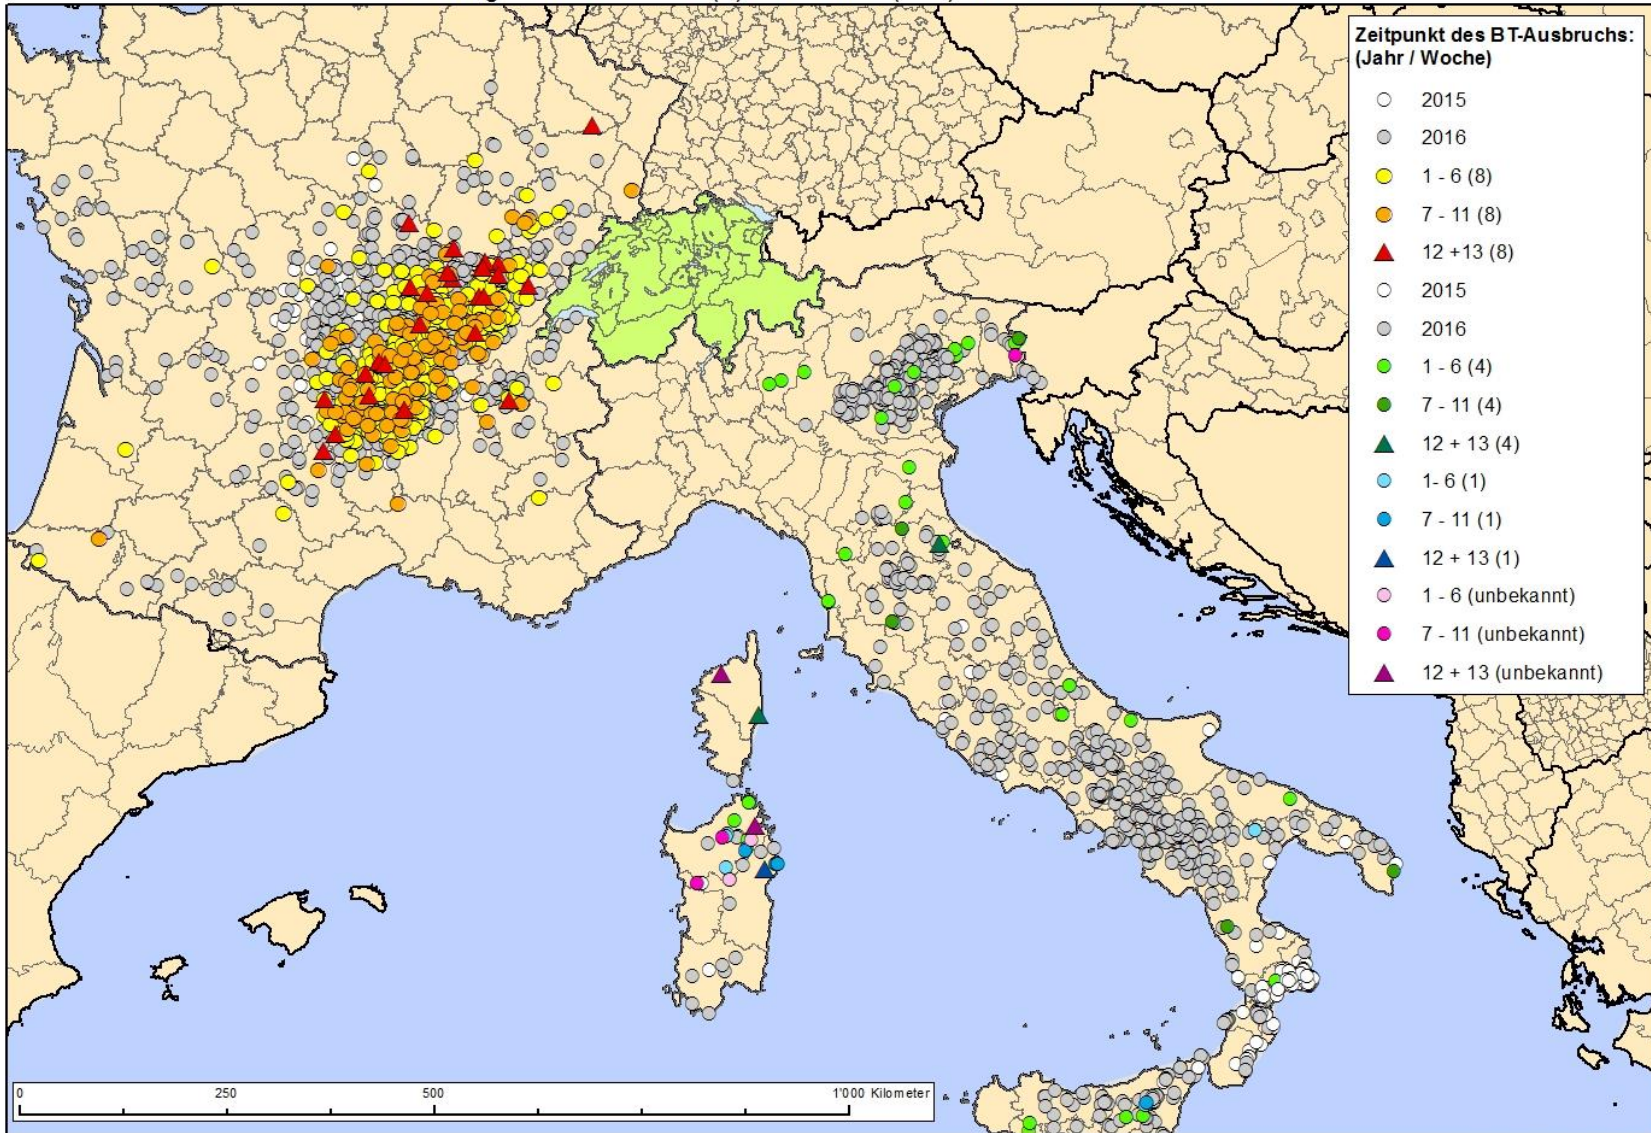 Zeitpunkt des BT-Ausbruchs:
(Jahr / Woche)
2015
2016
1 - 6 (8)
7 - 11 (8)
12 +13 (8)
2015
2016
1 - 6 (4)
7 - 11 (4)
12 + 13 (4)
1- 6 (1)
7 - 11 (1)
12 + 13 (1)
1 - 6 (unbekannt)
7 - 11 (unbekannt)
12 + 13 (unbekannt)
0 250 500 1'000 Kilometer